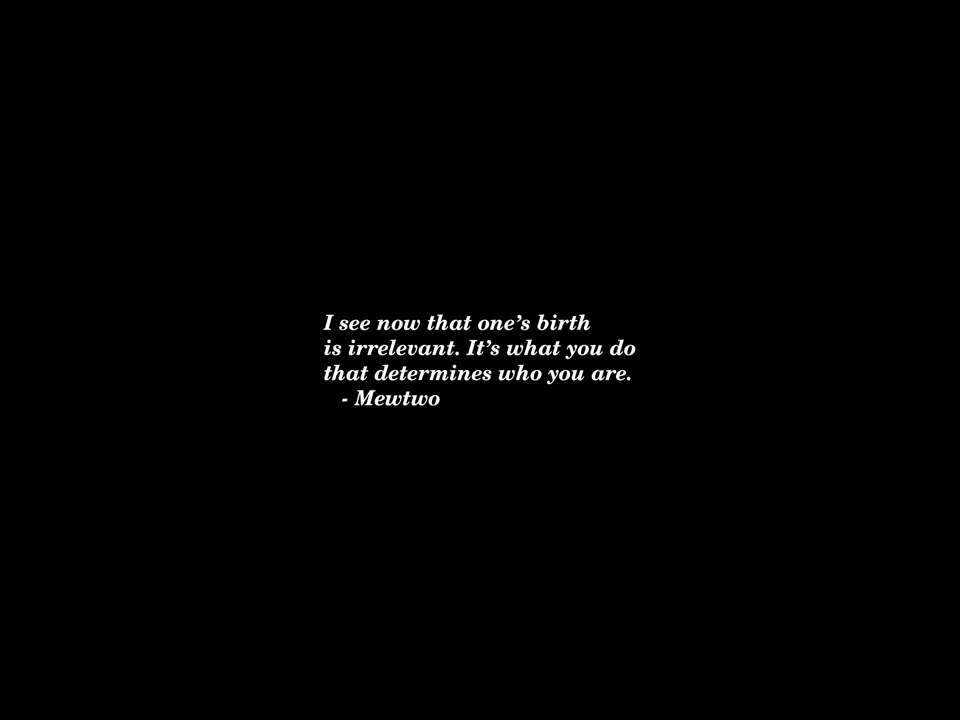 I see now that one’s birth
is irrelevant. It’s what you do
that determines who you are.
- Mewtwo